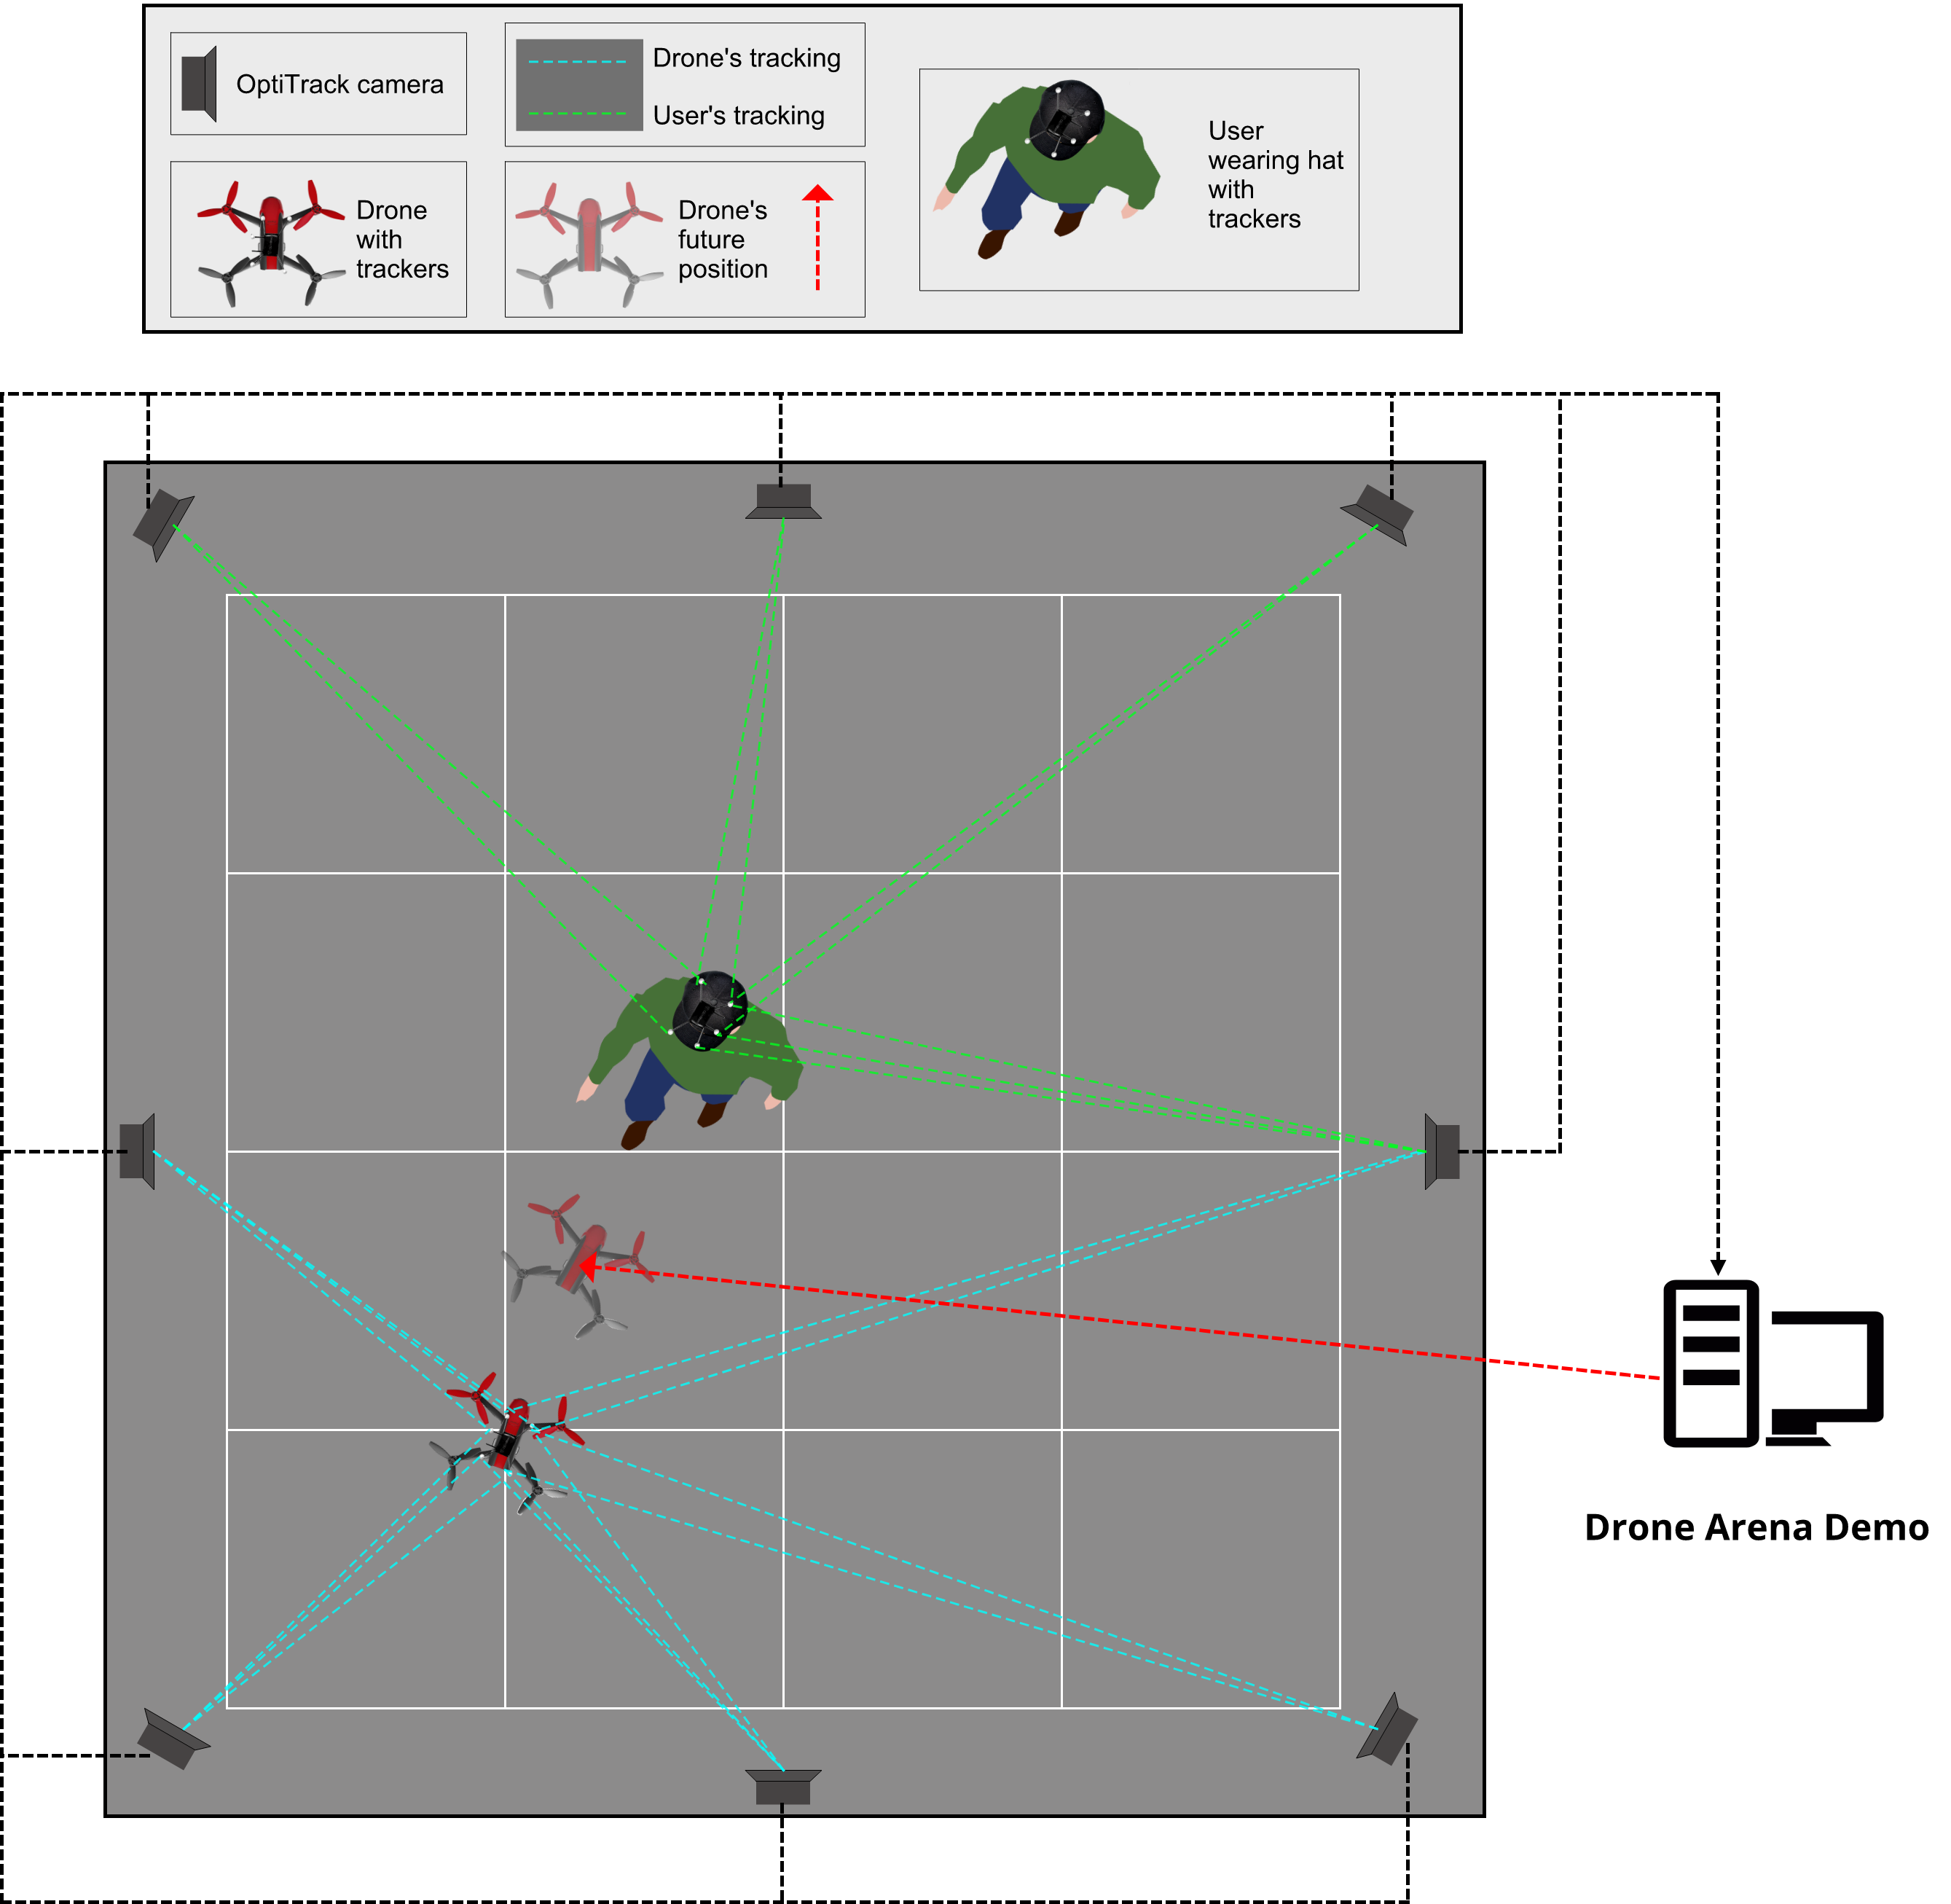 OptiTrack camera
Drone's tracking
User's tracking
User
wearing hat
with
trackers
Drone
with
trackers
Drone's
future
position
Drone Arena Demo